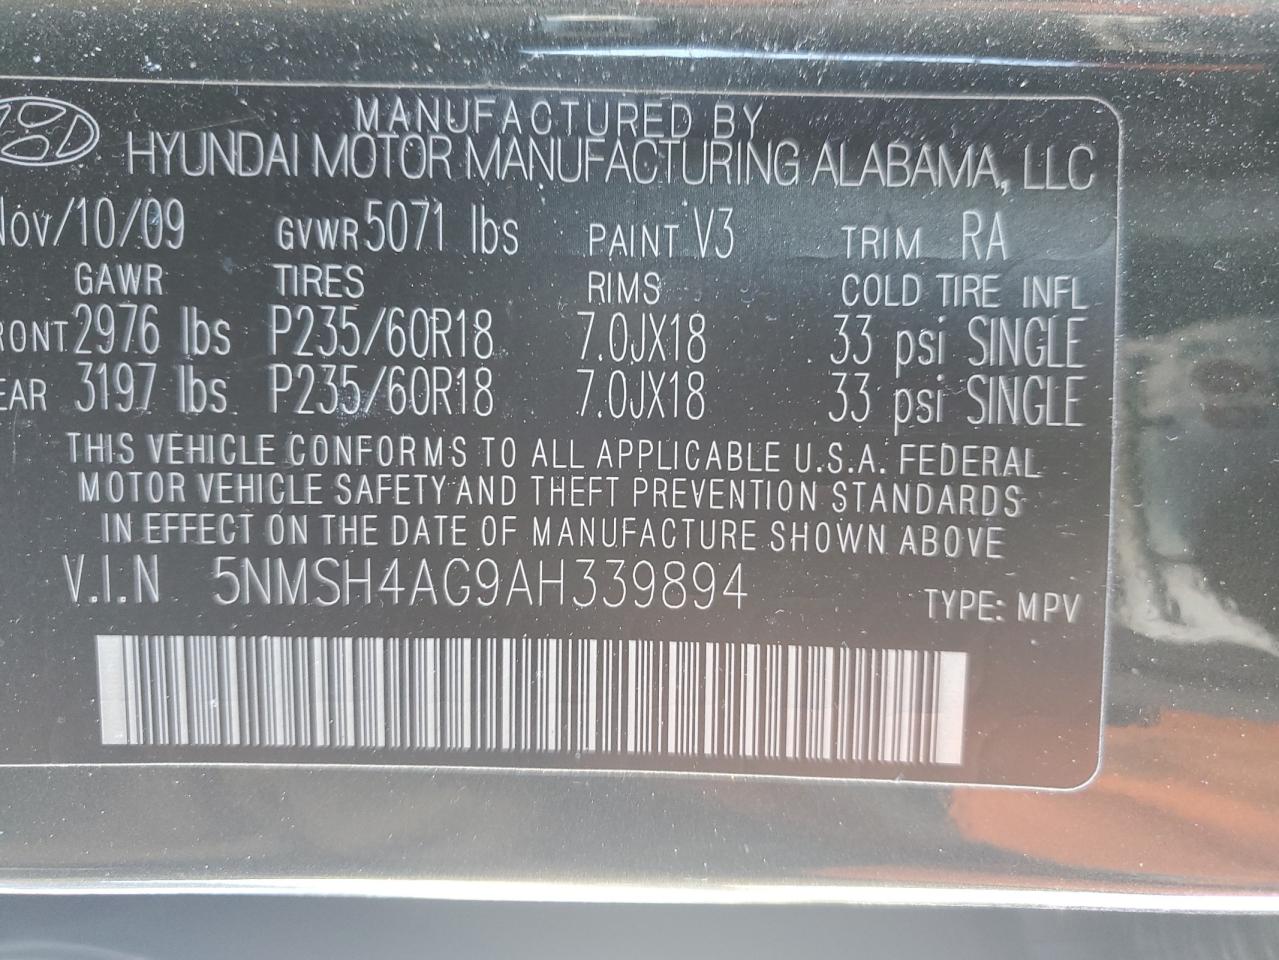 MANUFACTURED BY
HYUNDAI MOTOR MANUFACTURING ALABAMA, LLC
Nov/10/09 GVWR 5071 lbs PAINT V3 TRIM RA
GAWR TIRES RIMS COLD TIRE INFL
RONT 2976 lbs P235/60R18 7.0JX18 33 psi SINGLE
EAR 3197 lbs P235/60R18 7.0JX18 33 psi SINGLE
THIS VEHICLE CONFORMS TO ALL APPLICABLE U.S.A. FEDERAL
MOTOR VEHICLE SAFETY AND THEFT PREVENTION STANDARDS
IN EFFECT ON THE DATE OF MANUFACTURE SHOWN ABOVE
V.I.N 5NMSH4AG9AH339894
TYPE: MPV